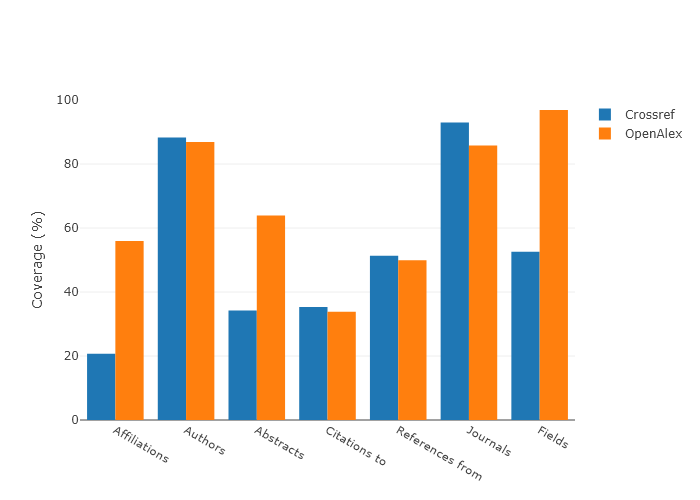 100
80
60
40
20
0
Coverage (%)
Affiliations
Authors
Abstracts
Citations to
References from
Journals
Fields
Crossref
OpenAlex